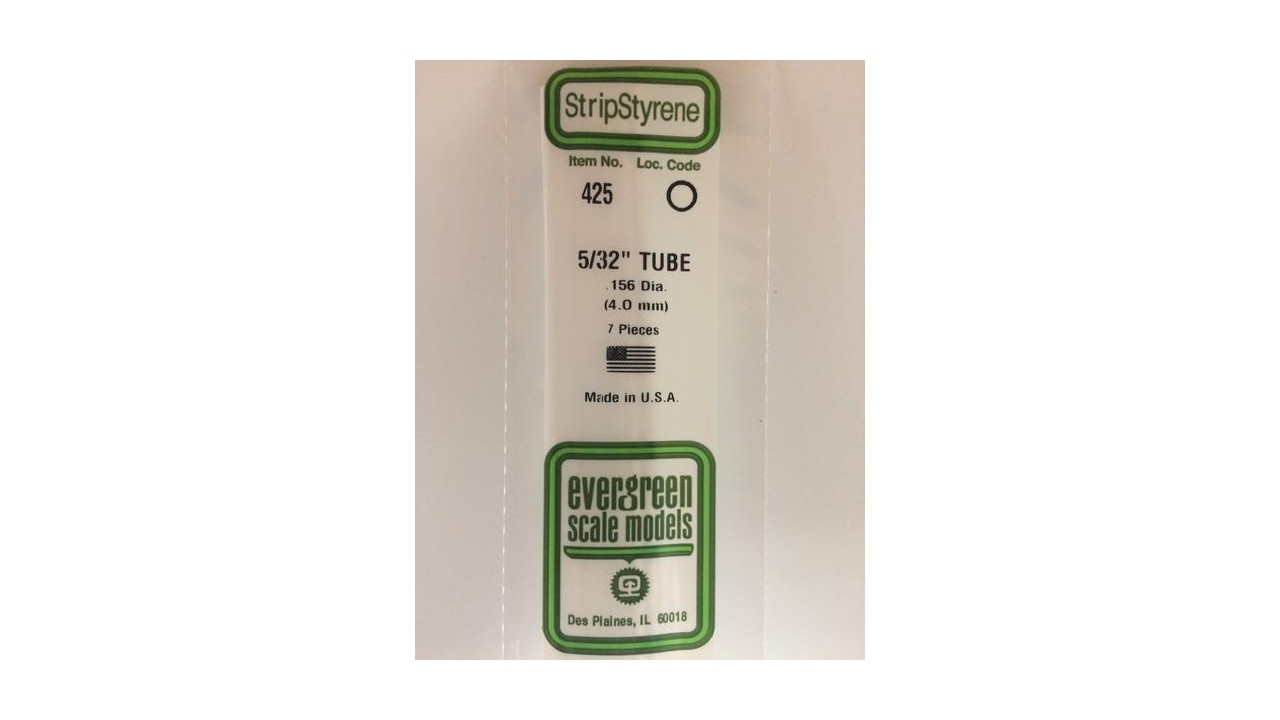 StripStyrene
Item No. Loc. Code
425
5/32" TUBE
.156 Dia.
(4.0 mm)
7 Pieces
Made in U.S.A.
evergreen
scale models
Des Plaines, IL 60018